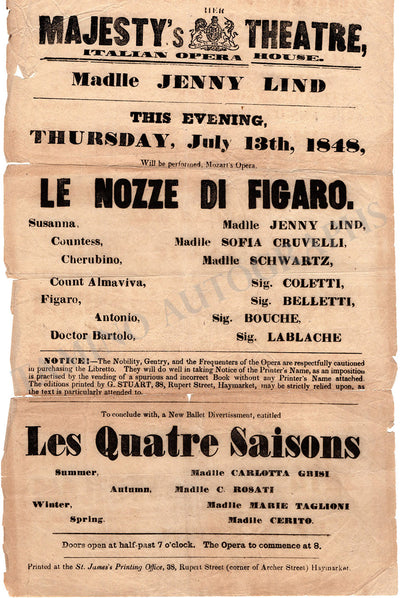 HER
MAJESTY's THEATRE,
ITALIAN OPERA HOUSE.
Madlle JENNY LIND
THIS EVENING,
THURSDAY, July 13th, 1848,
Will be performed, Mozart's Opera.
LE NOZZE DI FIGARO.
Susanna, Madlle JENNY LIND,
Countess, Madlle SOFIA CRUVELLI,
Cherubino, Madlle SCHWARTZ,
Count Almaviva, Sig. COLETTI,
Figaro, Sig. BELLETTI,
Antonio, Sig. BOUCHE,
Doctor Bartolo, Sig. LABLACHE
NOTICE!—The Nobility, Gentry, and the Frequenters of the Opera are respectfully cautioned
in purchasing the Libretto. They will do well in taking Notice of the Printer's Name, as an imposition
is practised by the vending of a spurious and incorrect Book without any Printer's Name attached.
The editions printed by G. STUART, 38, Rupert Street, Haymarket, may be strictly relied upon, as
the text is particularly attended to.
To conclude with, a New Ballet Divertissment, entitled
Les Quatre Saisons
Summer, Madlle CARLOTTA GRISI
Autumn, Madlle C. ROSATI
Winter, Madlle MARIE TAGLIONI
Spring. Madlle CERITO.
Doors open at half-past 7 o'clock. The Opera to commence at 8.
Printed at the St. James's Printing Office, 38, Rupert Street (corner of Archer Street) Haymarket.